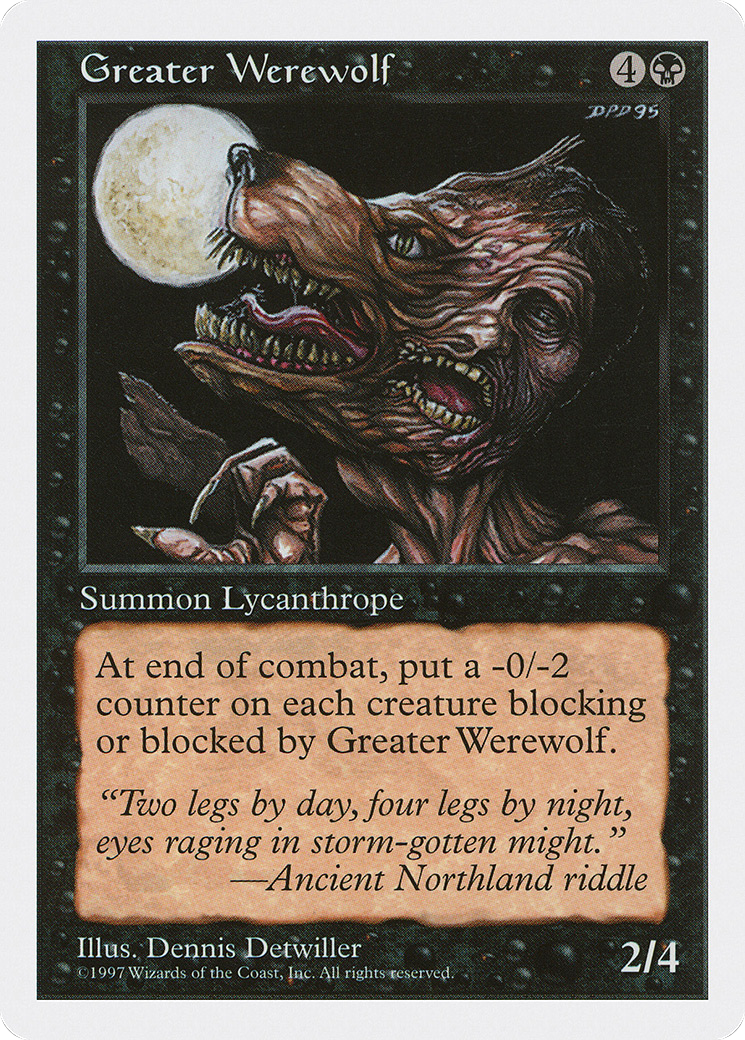 Greater Werewolf 4
DPD 95
Summon Lycanthrope
At end of combat, put a -0/-2
counter on each creature blocking
or blocked by Greater Werewolf.
“Two legs by day, four legs by night,
eyes raging in storm-gotten might.”
—Ancient Northland riddle
Illus. Dennis Detwiller
©1997 Wizards of the Coast, Inc. All rights reserved.
2/4